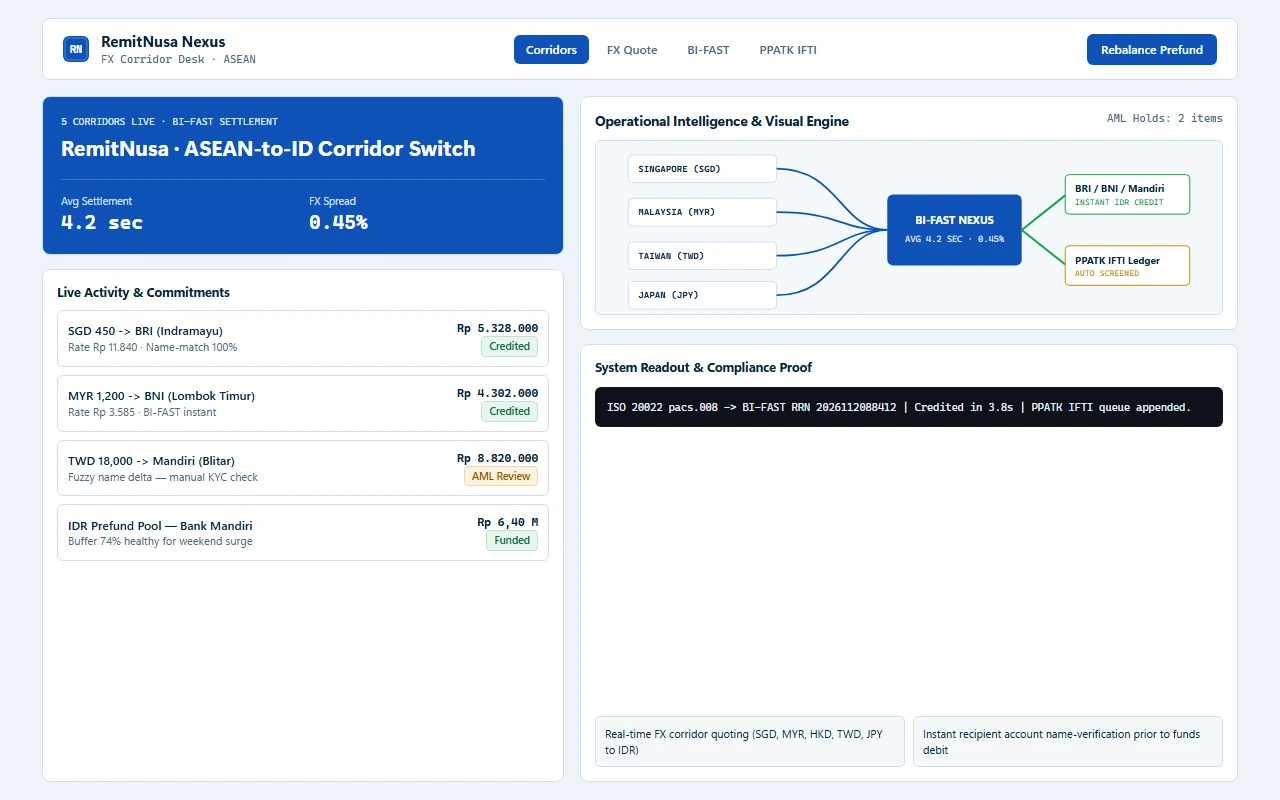 RN
RemitNusa Nexus
FX Corridor Desk · ASEAN
Corridors
FX Quote
BI-FAST
PPATK IFTI
Rebalance Prefund
5 CORRIDORS LIVE · BI-FAST SETTLEMENT
RemitNusa · ASEAN-to-ID Corridor Switch
Avg Settlement
4.2 sec
FX Spread
0.45%
Live Activity & Commitments
SGD 450 -> BRI (Indramayu)
Rate Rp 11.840 · Name-match 100%
Rp 5.328.000
Credited
MYR 1,200 -> BNI (Lombok Timur)
Rate Rp 3.585 · BI-FAST instant
Rp 4.302.000
Credited
TWD 18,000 -> Mandiri (Blitar)
Fuzzy name delta — manual KYC check
Rp 8.820.000
AML Review
IDR Prefund Pool — Bank Mandiri
Buffer 74% healthy for weekend surge
Rp 6,40 M
Funded
Operational Intelligence & Visual Engine
AML Holds: 2 items
SINGAPORE (SGD)
MALAYSIA (MYR)
TAIWAN (TWD)
JAPAN (JPY)
BI-FAST NEXUS
AVG 4.2 SEC · 0.45%
BRI / BNI / Mandiri
INSTANT IDR CREDIT
PPATK IFTI Ledger
AUTO SCREENED
System Readout & Compliance Proof
ISO 20022 pacs.008 -> BI-FAST RRN 2026112088412 | Credited in 3.8s | PPATK IFTI queue appended.
Real-time FX corridor quoting (SGD, MYR, HKD, TWD, JPY
to IDR)
Instant recipient account name-verification prior to funds
debit